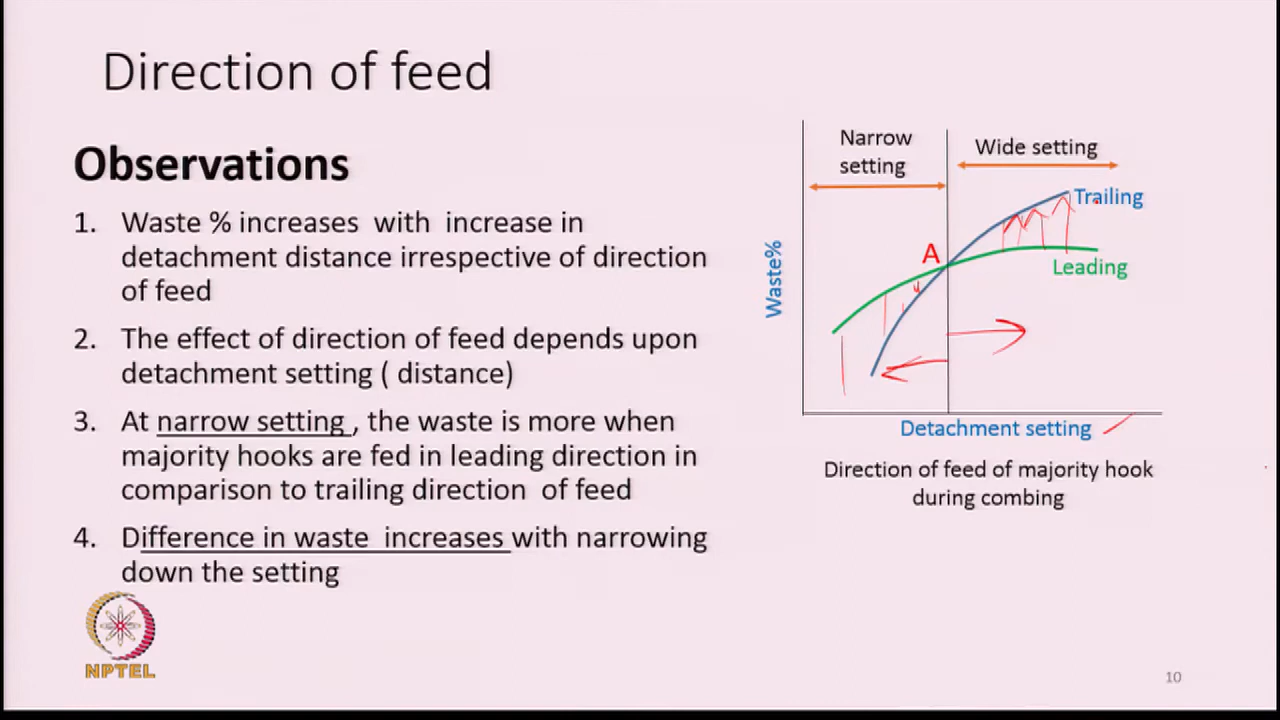 Direction of feed
Observations
1. Waste % increases with increase in
detachment distance irrespective of direction
of feed
2. The effect of direction of feed depends upon
detachment setting ( distance)
3. At narrow setting , the waste is more when
majority hooks are fed in leading direction in
comparison to trailing direction of feed
4. Difference in waste increases with narrowing
down the setting
Narrow
setting
Wide setting
Trailing
A
Leading
Waste%
Detachment setting
Direction of feed of majority hook
during combing
NPTEL
10